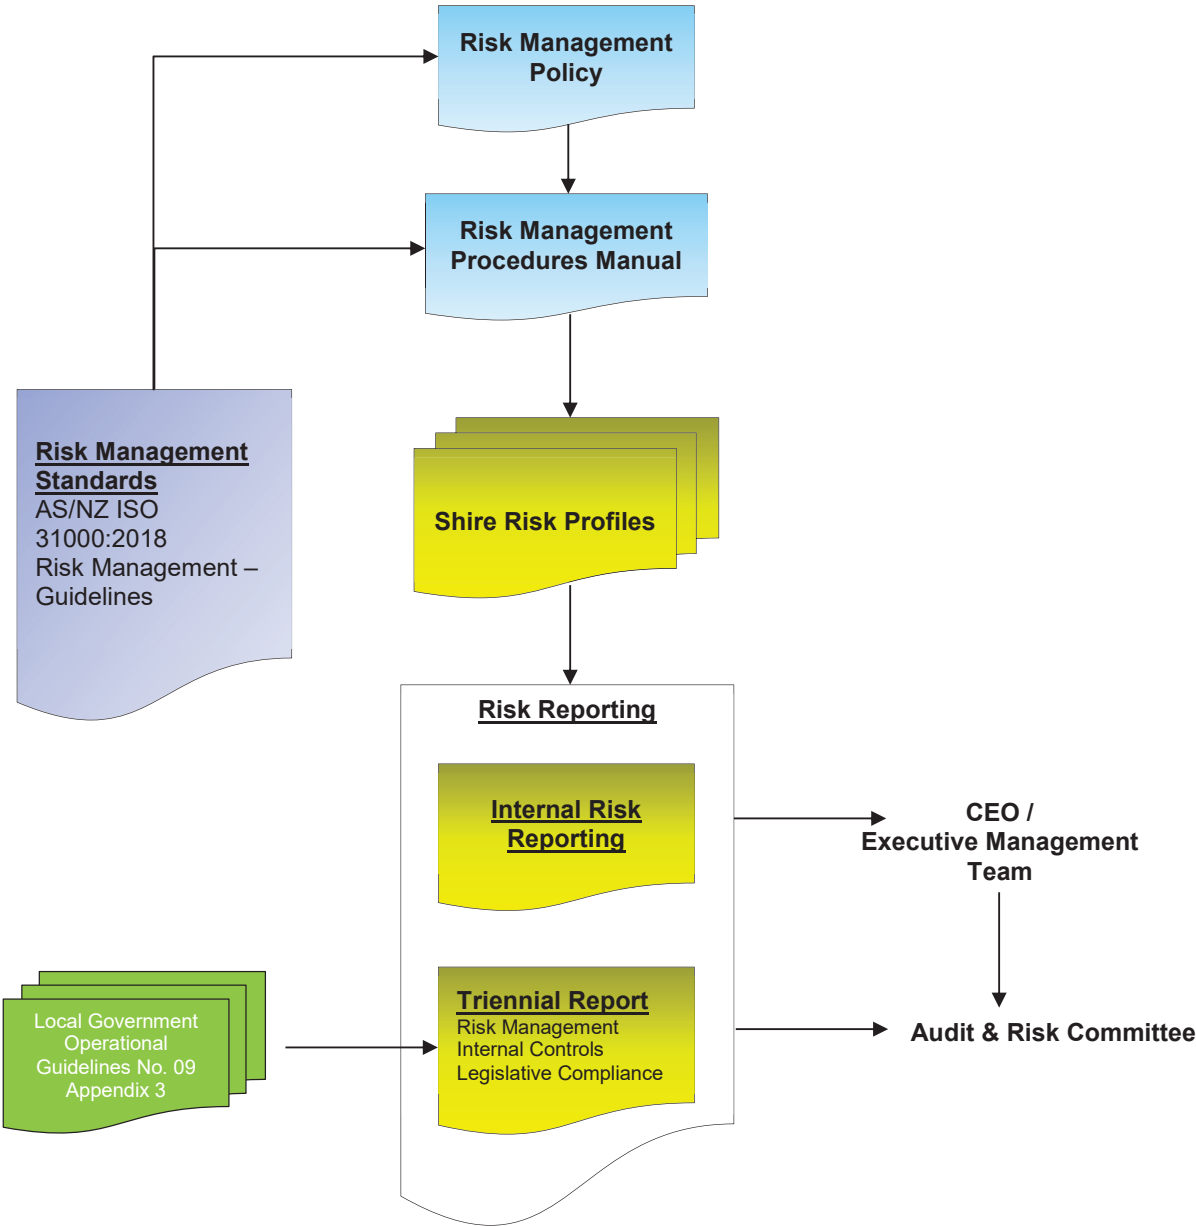 Risk Management
Policy
Risk Management
Procedures Manual
Risk Management
Standards
AS/NZ ISO
31000:2018
Risk Management –
Guidelines
Shire Risk Profiles
Risk Reporting
Internal Risk
Reporting
CEO /
Executive Management
Team
Local Government
Operational
Guidelines No. 09
Appendix 3
Triennial Report
Risk Management
Internal Controls
Legislative Compliance
Audit & Risk Committee